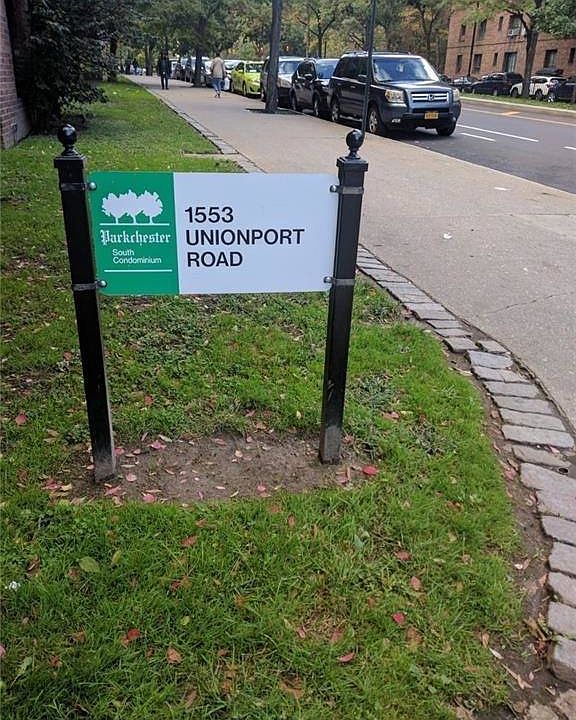 Parkchester
South
Condominium
1553
UNIONPORT
ROAD